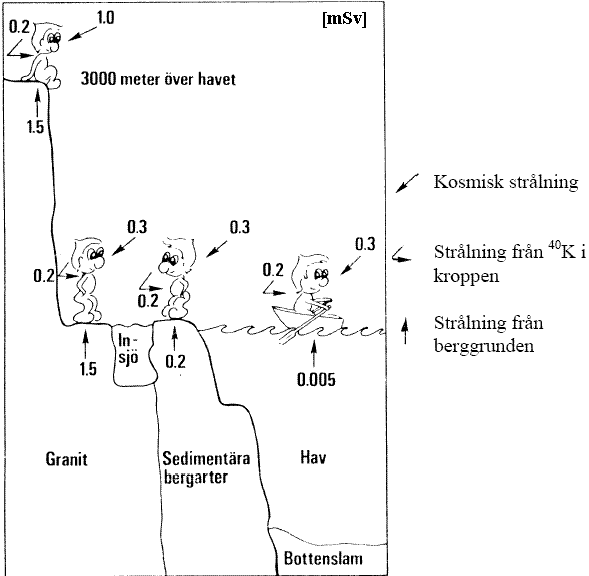 [mSv]
0.2
1.0
3000 meter över havet
1.5
Kosmisk strålning
0.3
0.3
0.3
0.2
0.2
0.2
Strålning från ⁴⁰K i
kroppen
Strålning från
berggrunden
In-
sjö
1.5
0.2
0.005
Granit
Sedimentära
bergarter
Hav
Bottenslam